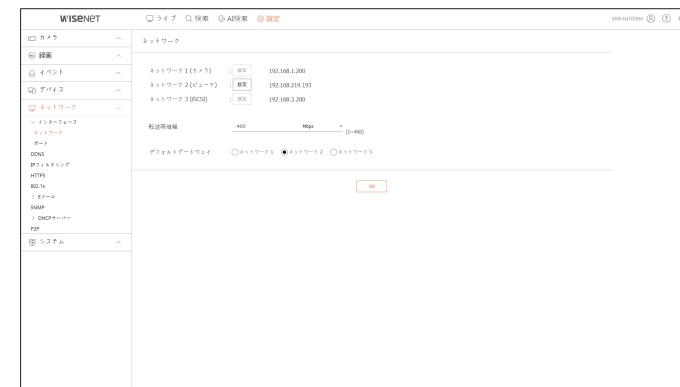 WISENET
ライブ 検索 AI検索 設定
カメラ
録画
イベント
デバイス
ネットワーク
インターフェース
ネットワーク
ポート
DDNS
IPフィルタリング
HTTPS
802.1x
Eメール
SNMP
DHCPサーバー
P2P
システム
ネットワーク
ネットワーク 1 (カメラ) : 設定 192.168.1.200
ネットワーク 2 (ビューア) : 設定 192.168.219.193
ネットワーク 3 (iSCSI) : 設定 192.168.3.200
転送帯域幅 400 Mbps (1~400)
デフォルトゲートウェイ ネットワーク 1 ネットワーク 2 ネットワーク 3
OK